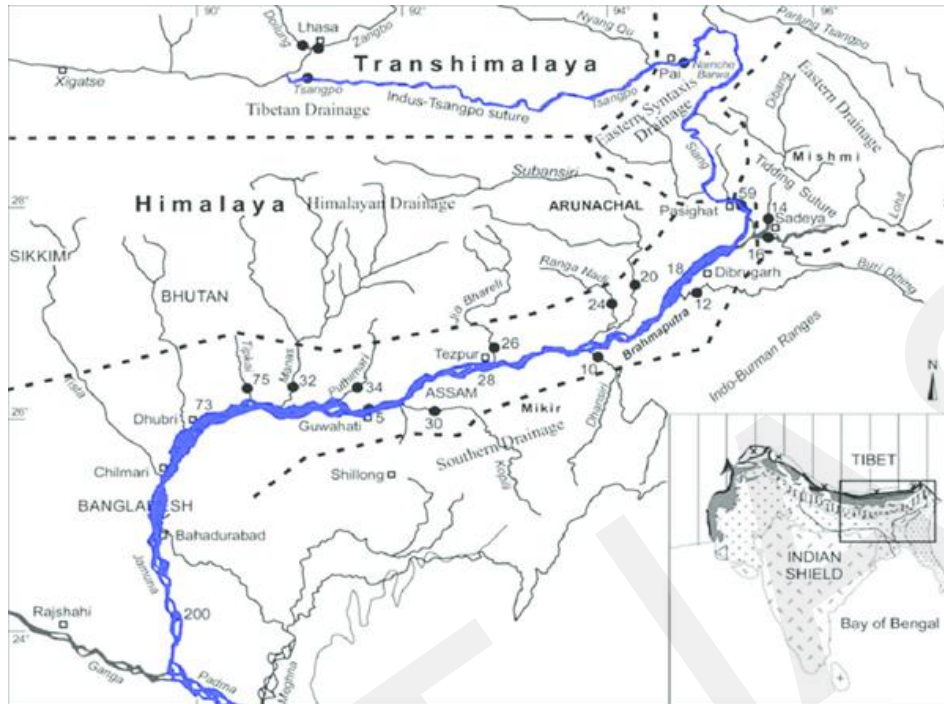 90
92
94
Lhasa
Doilung
Zangbo
Nyang Qu
Parlung Tsangpo
Xigatse
Transhimalaya
Pai
Namche
Barwa
Tsangpo
Tibetan Drainage
Indus-Tsangpo suture
Tsangpo
Eastern Syntaxis
Drainage
Dibang
Eastern Drainage
Siang
Mishmi
Tidding Suture
Subansiri
Himalaya
Himalayan Drainage
ARUNACHAL
59
Pasighat
14
Sadeya
Lohit
28°
16
SIKKIM
BHUTAN
Ranga Nadi
20
18
Dibrugarh
Buri Dihing
24
12
Jia Bhareli
Brahmaputra
Indo-Burman Ranges
N
Tista
Tipkai
75
Manas
32
Puthimari
34
Tezpur
26
28
10
26°
Dhubri
73
Guwahati
5
ASSAM
30
Mikir
Dhansiri
Southern Drainage
Kopili
Chilmari
Shillong
BANGLADESH
Bahadurabad
Jamuna
TIBET
INDIAN
SHIELD
Bay of Bengal
Rajshahi
200
24°
Ganga
Padma
Meghna